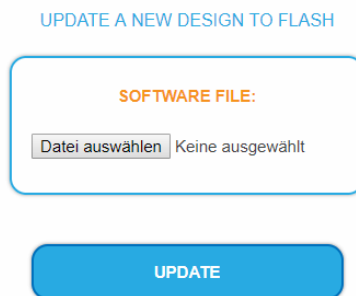 UPDATE A NEW DESIGN TO FLASH
SOFTWARE FILE:
Datei auswählen Keine ausgewählt
UPDATE